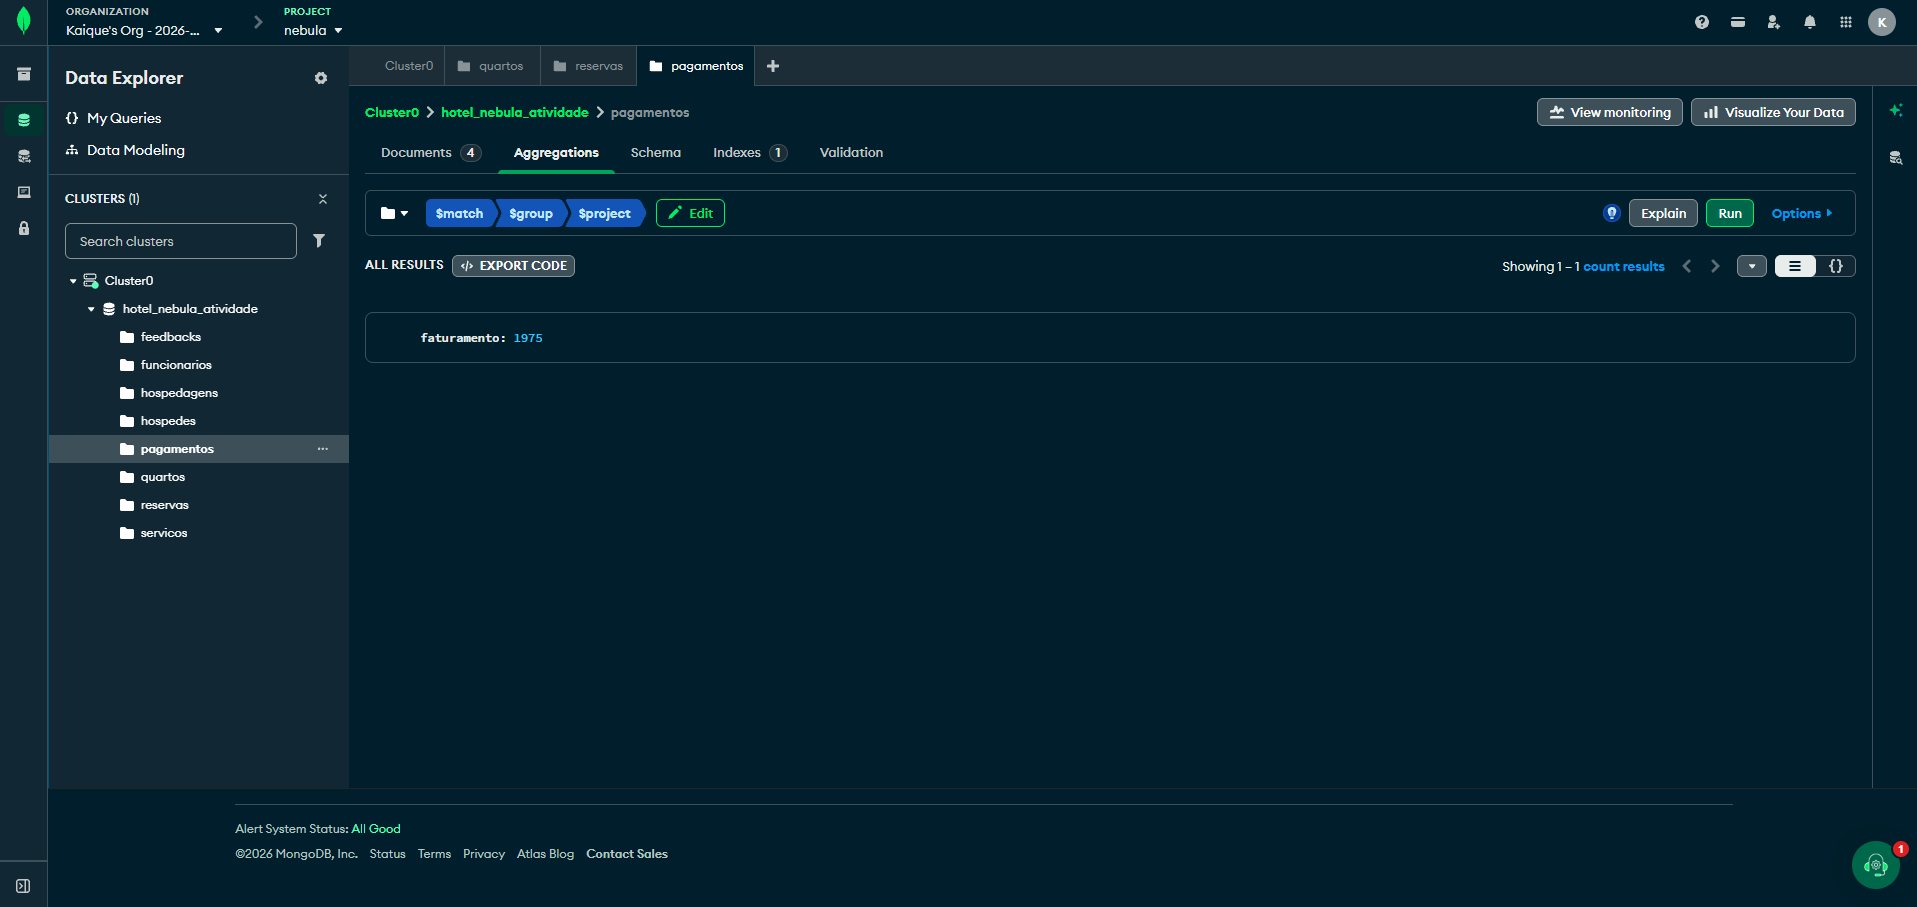 ORGANIZATION
Kaique's Org - 2026-...
PROJECT
nebula
K
Data Explorer
My Queries
Data Modeling
CLUSTERS (1)
Search clusters
Cluster0
hotel_nebula_atividade
feedbacks
funcionarios
hospedagens
hospedes
pagamentos
quartos
reservas
servicos
Cluster0
quartos
reservas
pagamentos
Cluster0 > hotel_nebula_atividade > pagamentos
View monitoring
Visualize Your Data
Documents 4
Aggregations
Schema
Indexes 1
Validation
$match
$group
$project
Edit
Explain
Run
Options
ALL RESULTS
EXPORT CODE
Showing 1 – 1 count results
faturamento: 1975
Alert System Status: All Good
©2026 MongoDB, Inc. Status Terms Privacy Atlas Blog Contact Sales
1